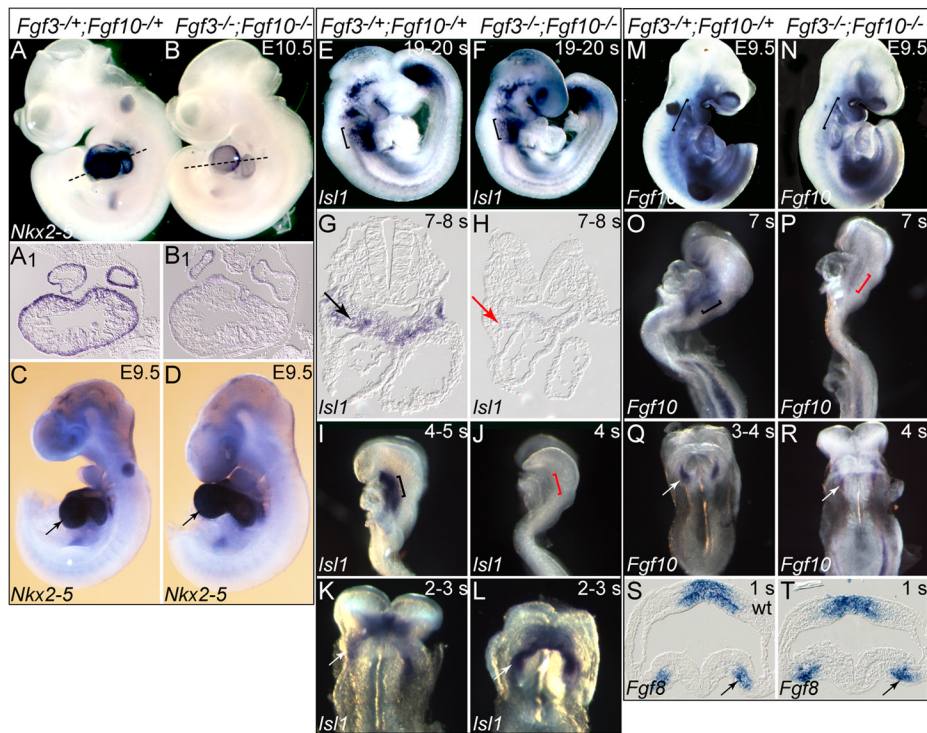 Fgf3-/+;Fgf10-/+ Fgf3-/-;Fgf10-/-
A B E10.5
Nkx2-5
A1 B1
C E9.5 D E9.5
Nkx2-5 Nkx2-5
Fgf3-/+;Fgf10-/+ Fgf3-/-;Fgf10-/-
E 19-20 s F 19-20 s
Isl1 Isl1
G 7-8 s H 7-8 s
Isl1 Isl1
I 4-5 s J 4 s
Isl1 Isl1
K 2-3 s L 2-3 s
Isl1 Isl1
Fgf3-/+;Fgf10-/+ Fgf3-/-;Fgf10-/-
M E9.5 N E9.5
Fgf10 Fgf10
O 7 s P 7 s
Fgf10 Fgf10
Q 3-4 s R 4 s
Fgf10 Fgf10
S 1 s T 1 s
wt
Fgf8 Fgf8